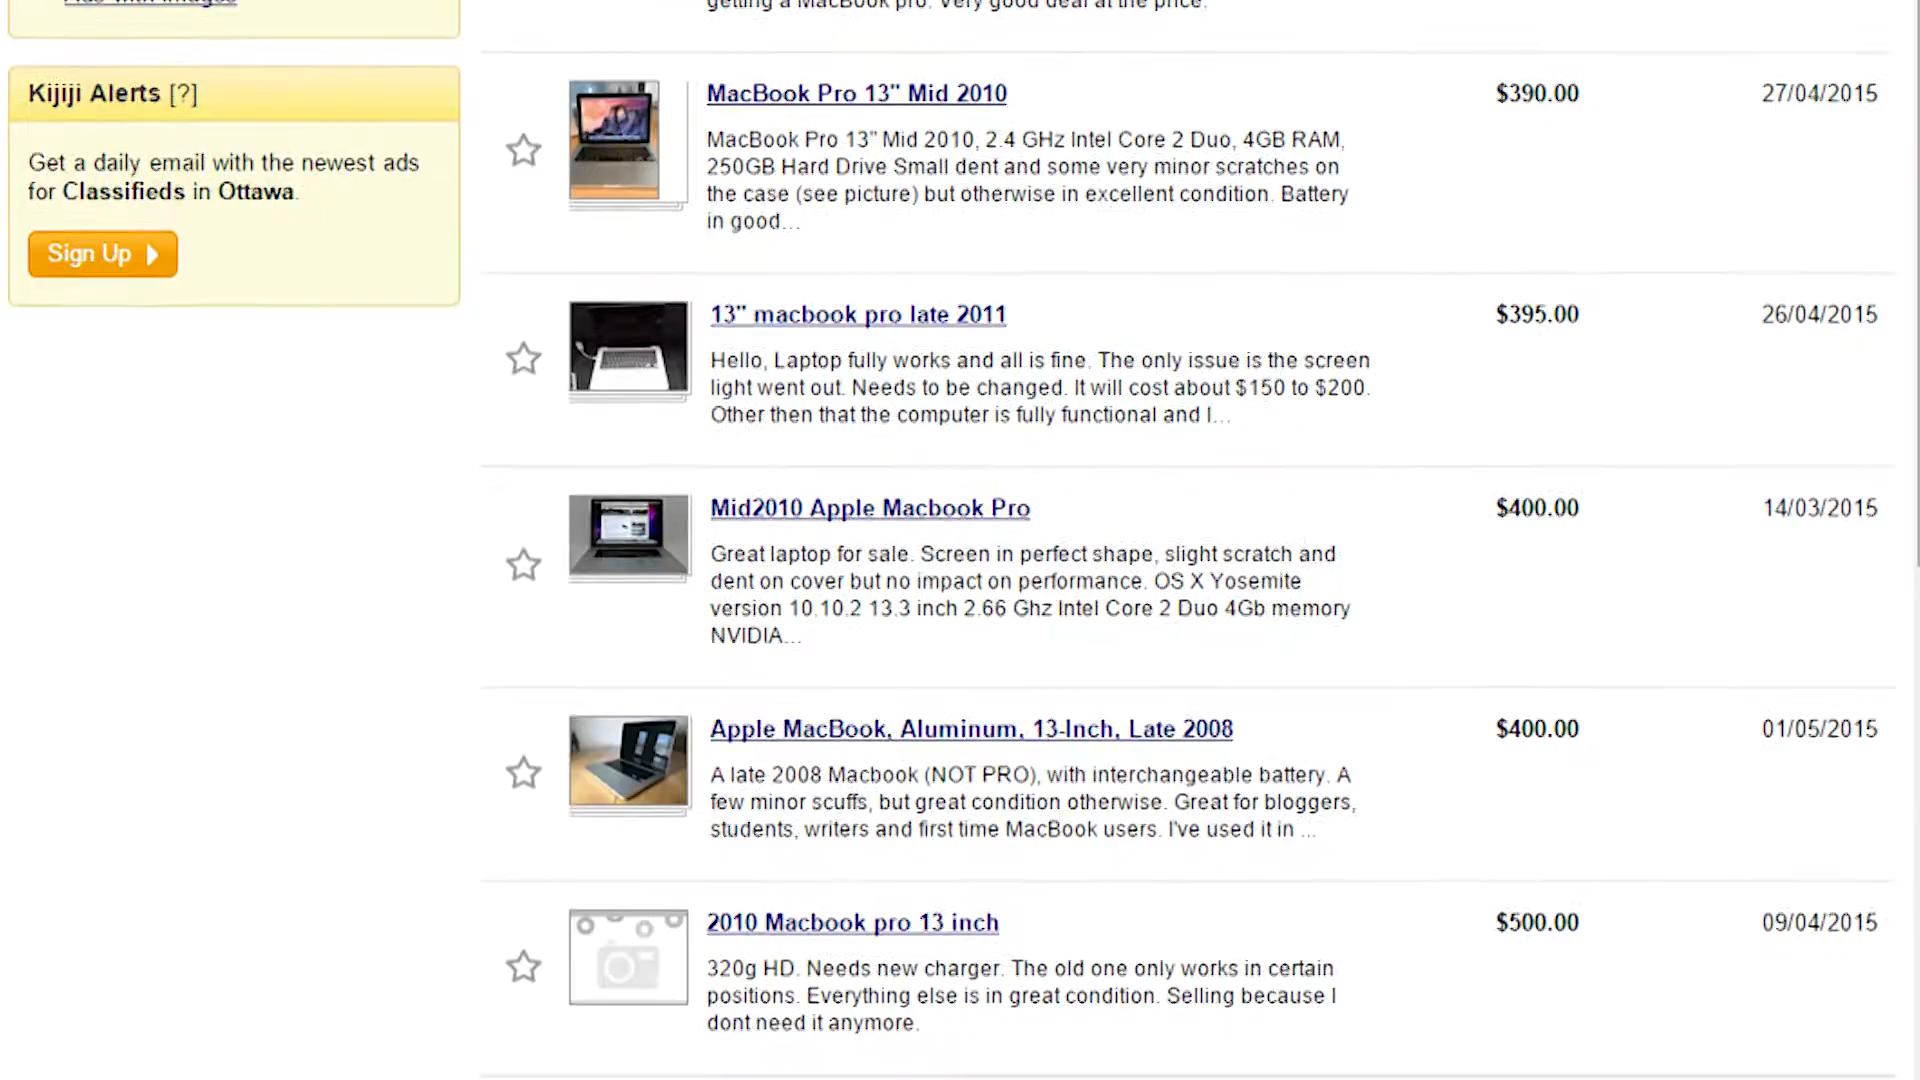 Ads with images
getting a MacBook pro. Very good deal at the price.
Kijiji Alerts [?]
Get a daily email with the newest ads
for Classifieds in Ottawa.
Sign Up
MacBook Pro 13" Mid 2010
$390.00
27/04/2015
MacBook Pro 13" Mid 2010, 2.4 GHz Intel Core 2 Duo, 4GB RAM,
250GB Hard Drive Small dent and some very minor scratches on
the case (see picture) but otherwise in excellent condition. Battery
in good...
13" macbook pro late 2011
$395.00
26/04/2015
Hello, Laptop fully works and all is fine. The only issue is the screen
light went out. Needs to be changed. It will cost about $150 to $200.
Other then that the computer is fully functional and I...
Mid2010 Apple Macbook Pro
$400.00
14/03/2015
Great laptop for sale. Screen in perfect shape, slight scratch and
dent on cover but no impact on performance. OS X Yosemite
version 10.10.2 13.3 inch 2.66 Ghz Intel Core 2 Duo 4Gb memory
NVIDIA...
Apple MacBook, Aluminum, 13-Inch, Late 2008
$400.00
01/05/2015
A late 2008 Macbook (NOT PRO), with interchangeable battery. A
few minor scuffs, but great condition otherwise. Great for bloggers,
students, writers and first time MacBook users. I've used it in ...
2010 Macbook pro 13 inch
$500.00
09/04/2015
320g HD. Needs new charger. The old one only works in certain
positions. Everything else is in great condition. Selling because I
dont need it anymore.